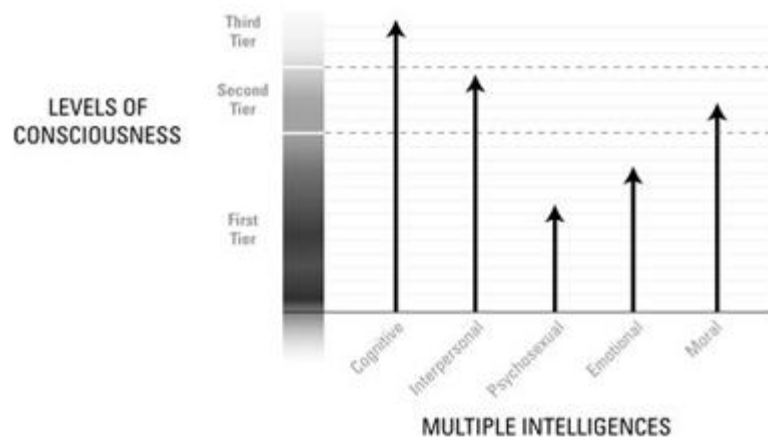 Third
Tier
Second
Tier
LEVELS OF
CONSCIOUSNESS
First
Tier
Cognitive
Interpersonal
Psychosexual
Emotional
Moral
MULTIPLE INTELLIGENCES